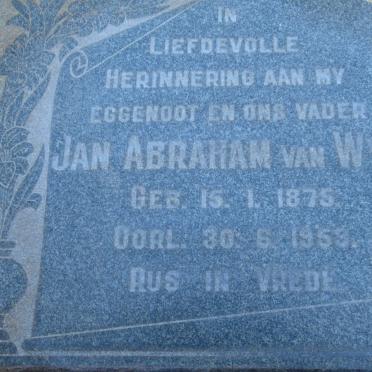 IN
LIEFDEVOLLE
HERINNERING AAN MY
EGGENOOT EN ONS VADER
JAN ABRAHAM VAN W
GEB. 15. 1. 1875.
OORL. 30. 6. 1953.
RUS IN VREDE